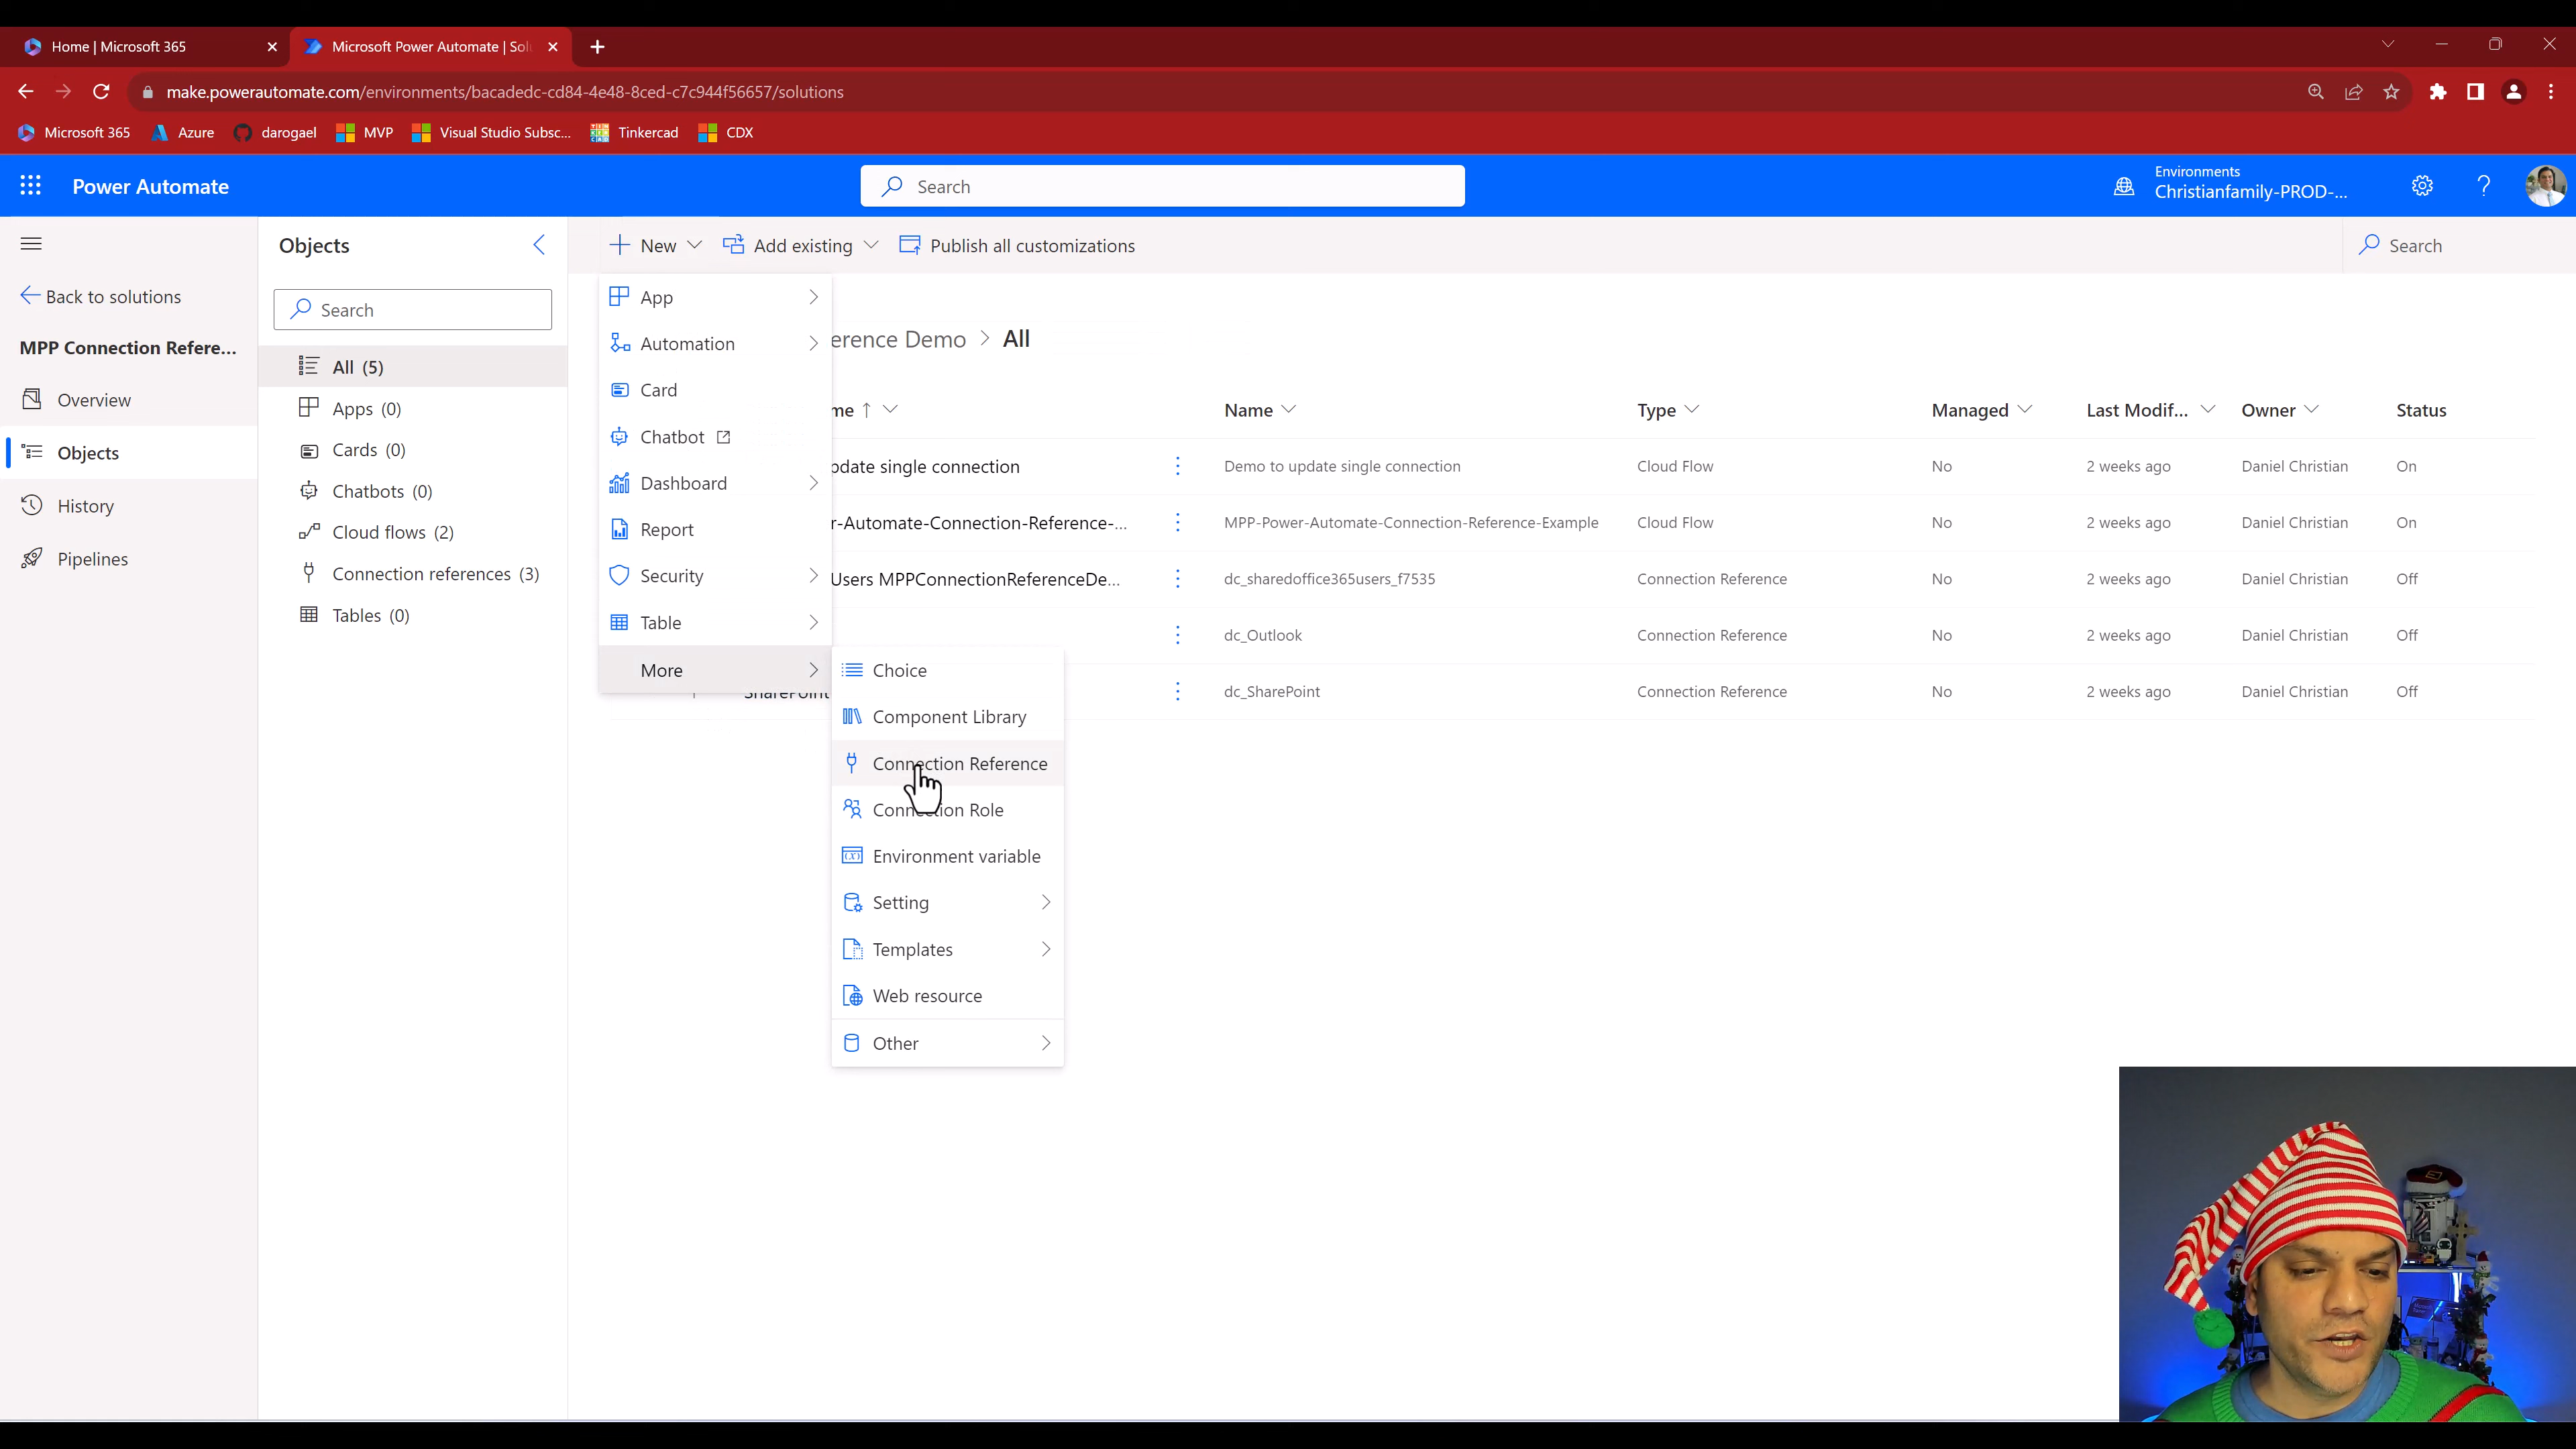 Home | Microsoft 365
Microsoft Power Automate | Sol
make.powerautomate.com/environments/bacadedc-cd84-4e48-8ced-c7c944f56657/solutions
Microsoft 365
Azure
darogael
MVP
Visual Studio Subsc...
Tinkercad
CDX
Power Automate
Search
Environments
Christianfamily-PROD-...
Back to solutions
MPP Connection Refere...
Overview
Objects
History
Pipelines
Objects
Search
All (5)
Apps (0)
Cards (0)
Chatbots (0)
Cloud flows (2)
Connection references (3)
Tables (0)
New
Add existing
Publish all customizations
Search
erence Demo > All
App
Automation
Card
Chatbot
Dashboard
Report
Security
Table
More
Choice
Component Library
Connection Reference
Connection Role
Environment variable
Setting
Templates
Web resource
Other
me ↑ Name Type Managed Last Modif... Owner Status
pdate single connection Demo to update single connection Cloud Flow No 2 weeks ago Daniel Christian On
r-Automate-Connection-Reference-... MPP-Power-Automate-Connection-Reference-Example Cloud Flow No 2 weeks ago Daniel Christian On
Users MPPConnectionReferenceDe... dc_sharedoffice365users_f7535 Connection Reference No 2 weeks ago Daniel Christian Off
dc_Outlook Connection Reference No 2 weeks ago Daniel Christian Off
SharePoint dc_SharePoint Connection Reference No 2 weeks ago Daniel Christian Off